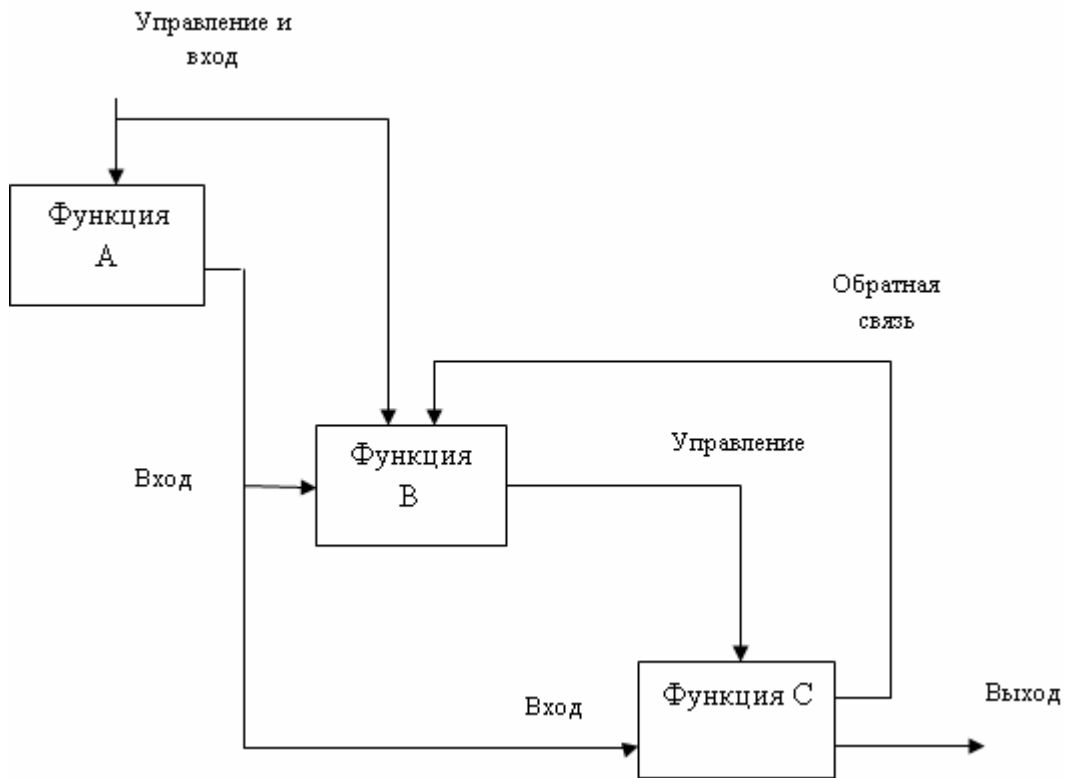 Управление и
вход
Функция
А
Обратная
связь
Управление
Вход
Функция
В
Вход
Функция С
Выход